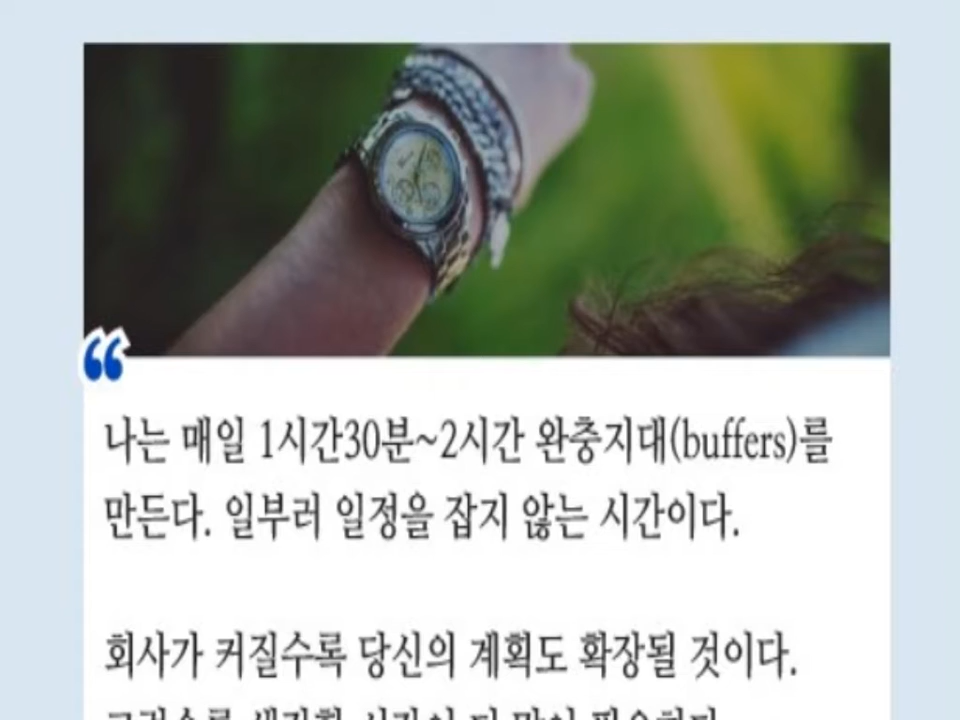 나는 매일 1시간30분~2시간 완충지대(buffers)를
만든다. 일부러 일정을 잡지 않는 시간이다.
회사가 커질수록 당신의 계획도 확장될 것이다.